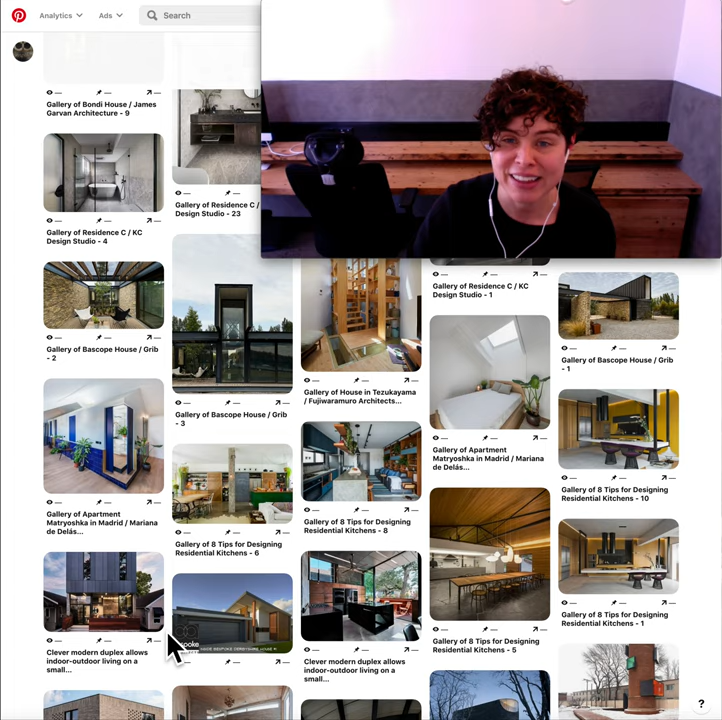 Analytics
Ads
Search
Gallery of Bondi House / James
Garvan Architecture - 9
Gallery of Residence C / KC
Design Studio - 4
Gallery of Bascope House / Grib
- 2
Gallery of Apartment
Matryoshka in Madrid / Mariana
de Delás...
Clever modern duplex allows
indoor-outdoor living on a
small...
Gallery of Residence C /
Design Studio - 23
Gallery of Bascope House / Grib
- 3
Gallery of 8 Tips for Designing
Residential Kitchens - 6
Gallery of House in Tezukayama
/ Fujiwaramuro Architects...
Gallery of 8 Tips for Designing
Residential Kitchens - 8
Clever modern duplex allows
indoor-outdoor living on a
small...
Gallery of Residence C / KC
Design Studio - 1
Gallery of Apartment
Matryoshka in Madrid / Mariana
de Delás...
Gallery of 8 Tips for Designing
Residential Kitchens - 5
Gallery of Bascope House / Grib
- 1
Gallery of 8 Tips for Designing
Residential Kitchens - 10
Gallery of 8 Tips for Designing
Residential Kitchens - 1
?